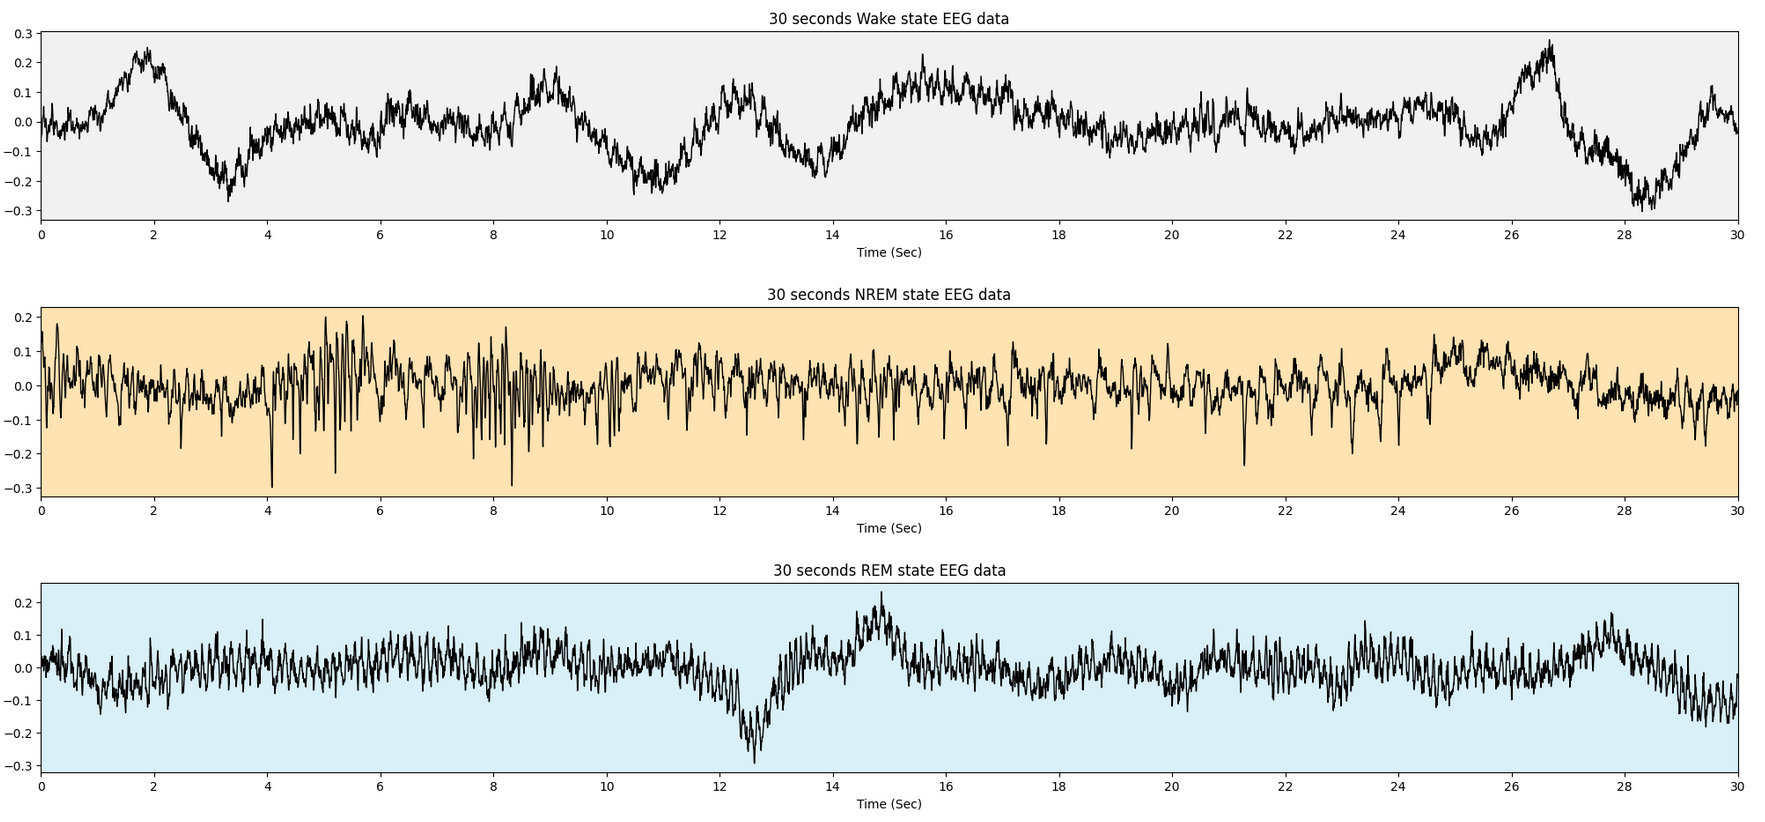 30 seconds Wake state EEG data
0.3
0.2
0.1
0.0
−0.1
−0.2
−0.3
0 2 4 6 8 10 12 14 16 18 20 22 24 26 28 30
Time (Sec)
30 seconds NREM state EEG data
0.2
0.1
0.0
−0.1
−0.2
−0.3
0 2 4 6 8 10 12 14 16 18 20 22 24 26 28 30
Time (Sec)
30 seconds REM state EEG data
0.2
0.1
0.0
−0.1
−0.2
−0.3
0 2 4 6 8 10 12 14 16 18 20 22 24 26 28 30
Time (Sec)